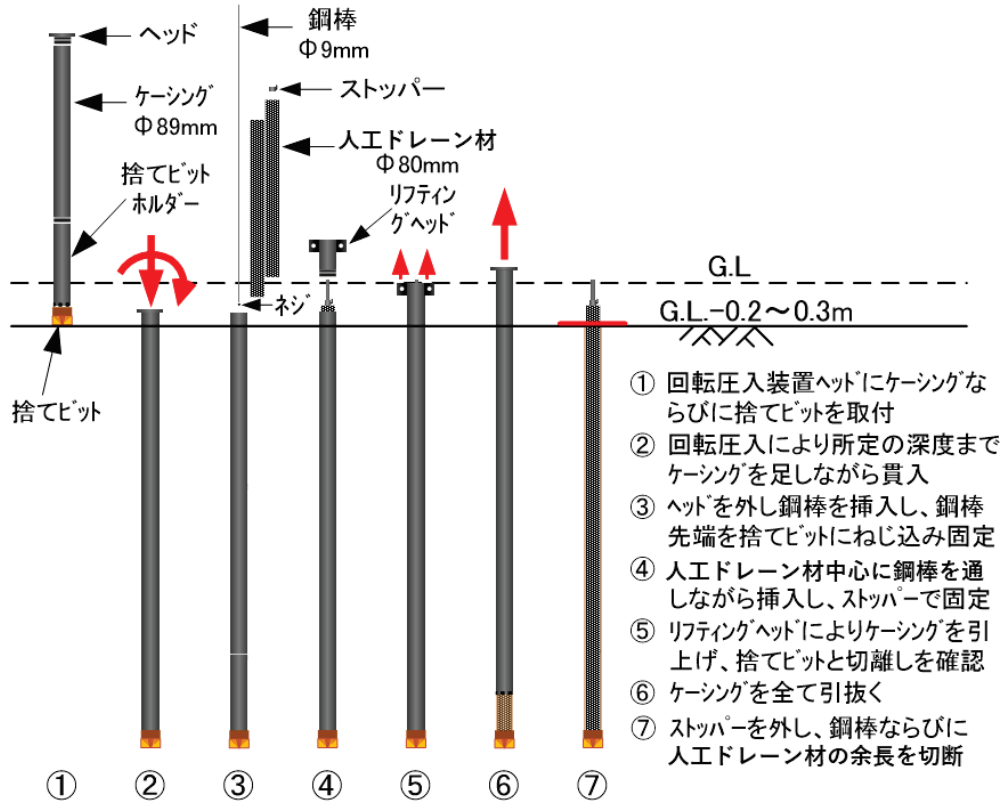 ヘッド
ケーシング
Φ89mm
捨てビット
ホルダー
捨てビット
鋼棒
Φ9mm
ストッパー
人工ドレーン材
Φ80mm
リフティン
グヘッド
ネジ
G.L
G.L.-0.2～0.3m
① 回転圧入装置ヘッドにケーシングな
らびに捨てビットを取付
② 回転圧入により所定の深度まで
ケーシングを足しながら貫入
③ ヘッドを外し鋼棒を挿入し、鋼棒
先端を捨てビットにねじ込み固定
④ 人工ドレーン材中心に鋼棒を通
しながら挿入し、ストッパーで固定
⑤ リフティングヘッドによりケーシングを引
上げ、捨てビットと切離しを確認
⑥ ケーシングを全て引抜く
⑦ ストッパーを外し、鋼棒ならびに
人工ドレーン材の余長を切断
① ② ③ ④ ⑤ ⑥ ⑦